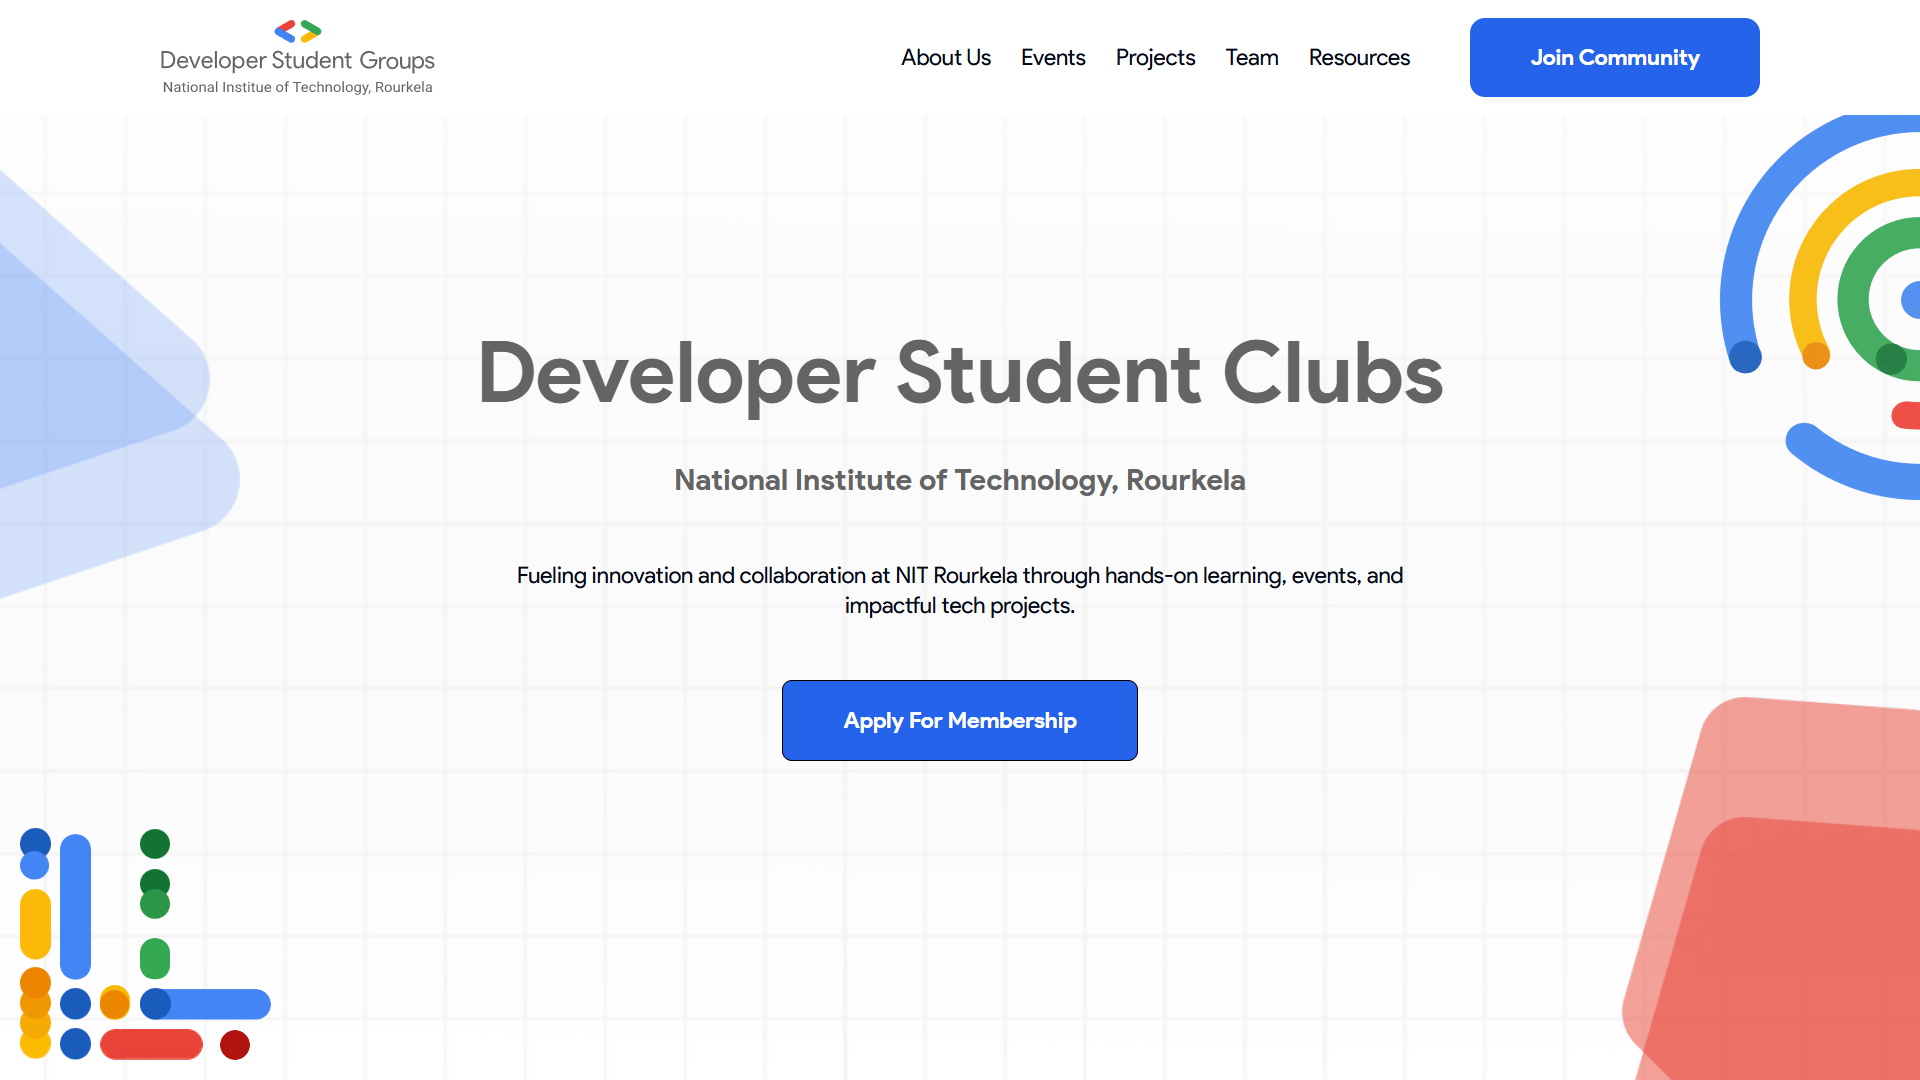 Developer Student Groups
National Institue of Technology, Rourkela
About Us
Events
Projects
Team
Resources
Join Community
Developer Student Clubs
National Institute of Technology, Rourkela
Fueling innovation and collaboration at NIT Rourkela through hands-on learning, events, and
impactful tech projects.
Apply For Membership